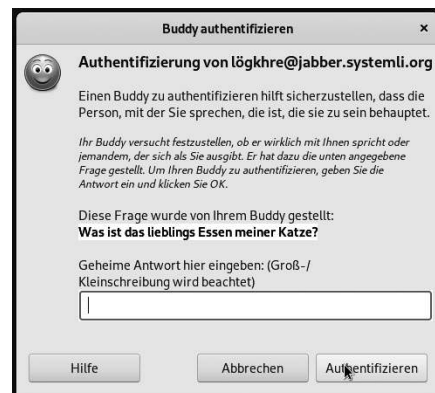 Buddy authentifizieren
×
Authentifizierung von lögkhre@jabber.systemli.org
Einen Buddy zu authentifizieren hilft sicherzustellen, dass die
Person, mit der Sie sprechen, die ist, die sie zu sein behauptet.
Ihr Buddy versucht festzustellen, ob er wirklich mit Ihnen spricht oder
jemandem, der sich als Sie ausgibt. Er hat dazu die unten angegebene
Frage gestellt. Um Ihren Buddy zu authentifizieren, geben Sie die
Antwort ein und klicken Sie OK.
Diese Frage wurde von Ihrem Buddy gestellt:
Was ist das lieblings Essen meiner Katze?
Geheime Antwort hier eingeben: (Groß-/
Kleinschreibung wird beachtet)
Hilfe Abbrechen Authentifizieren